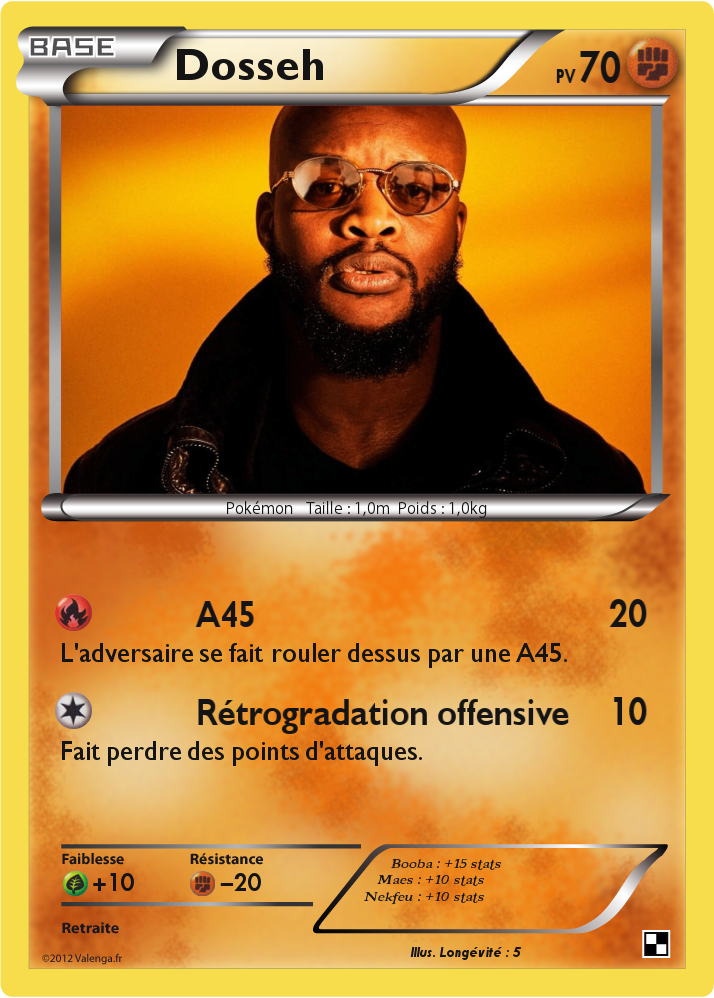 BASE
Dosseh
PV 70
Pokémon Taille : 1,0m Poids : 1,0kg
A45 20
L'adversaire se fait rouler dessus par une A45.
Rétrogradation offensive 10
Fait perdre des points d'attaques.
Faiblesse
+10
Résistance
−20
Retraite
Booba : +15 stats
Maes : +10 stats
Nekfeu : +10 stats
©2012 Valenga.fr
Illus. Longévité : 5